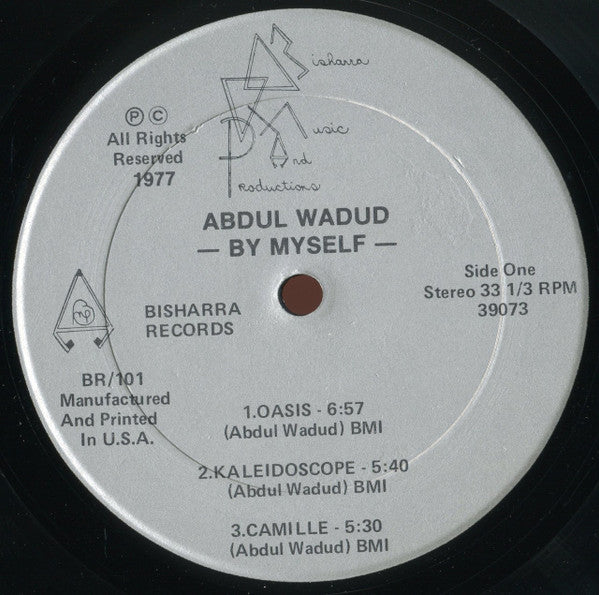 Bisharra
Music
And
Productions
Ⓟ Ⓒ
All Rights
Reserved
1977
ABDUL WADUD
— BY MYSELF —
Side One
Stereo 33 1/3 RPM
39073
BISHARRA
RECORDS
BR/101
Manufactured
And Printed
In U.S.A.
1.OASIS - 6:57
(Abdul Wadud) BMI
2.KALEIDOSCOPE - 5:40
(Abdul Wadud) BMI
3.CAMILLE - 5:30
(Abdul Wadud) BMI